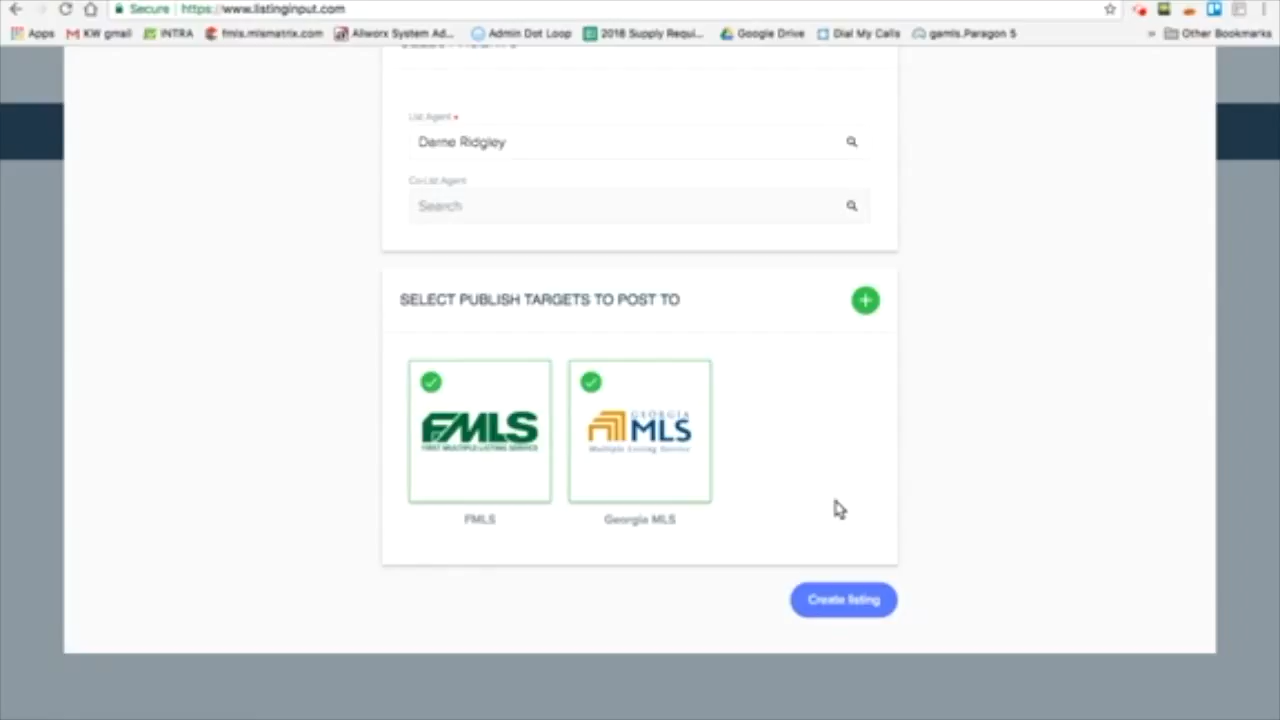 Secure https://www.listinginput.com
Apps KW gmail INTRA fmls.mlsmatrix.com Allworx System Ad... Admin Dot Loop 2018 Supply Requi... Google Drive Dial My Calls gamls.Paragon 5 » Other Bookmarks
List Agent
Darne Ridgley
Co-List Agent
Search
SELECT PUBLISH TARGETS TO POST TO
FMLS
FIRST MULTIPLE LISTING SERVICE
GEORGIA
MLS
Multiple Listing Service
FMLS
Georgia MLS
Create listing